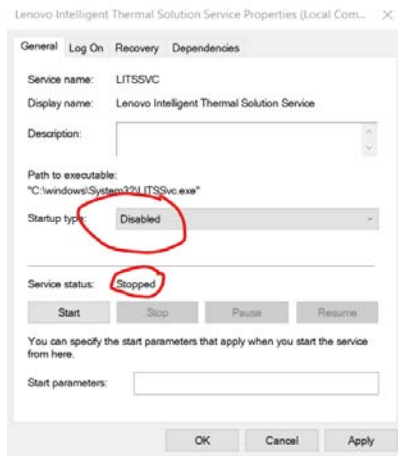 Lenovo Intelligent Thermal Solution Service Properties (Local Com...
General Log On Recovery Dependencies
Service name: LITSSVC
Display name: Lenovo Intelligent Thermal Solution Service
Description:
Path to executable:
"C:\windows\System32\LITSSvc.exe"
Startup type: Disabled
Service status: Stopped
Start Stop Pause Resume
You can specify the start parameters that apply when you start the service
from here.
Start parameters:
OK Cancel Apply